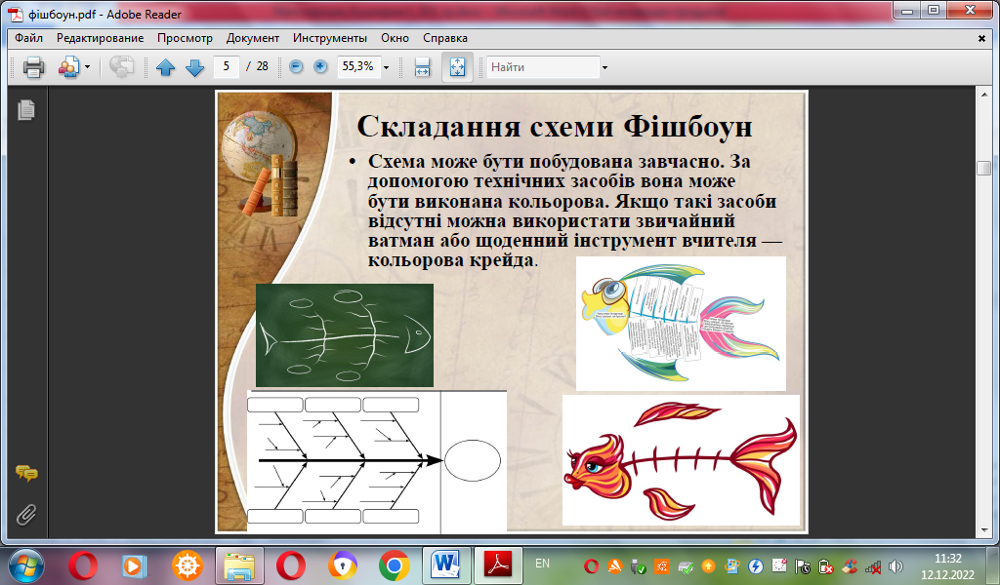 фішбоун.pdf - Adobe Reader
Файл Редактирование Просмотр Документ Инструменты Окно Справка
5 / 28 55,3% Найти
Складання схеми Фішбоун
• Схема може бути побудована завчасно. За
допомогою технічних засобів вона може
бути виконана кольорова. Якщо такі засоби
відсутні можна використати звичайний
ватман або щоденний інструмент вчителя —
кольорова крейда.
EN
11:32
12.12.2022